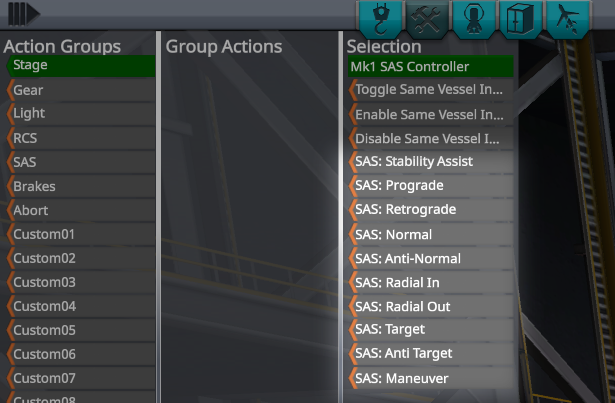 Action Groups
Stage
Gear
Light
RCS
SAS
Brakes
Abort
Custom01
Custom02
Custom03
Custom04
Custom05
Custom06
Custom07
Custom08
Group Actions
Selection
Mk1 SAS Controller
Toggle Same Vessel In...
Enable Same Vessel In...
Disable Same Vessel I...
SAS: Stability Assist
SAS: Prograde
SAS: Retrograde
SAS: Normal
SAS: Anti-Normal
SAS: Radial In
SAS: Radial Out
SAS: Target
SAS: Anti Target
SAS: Maneuver